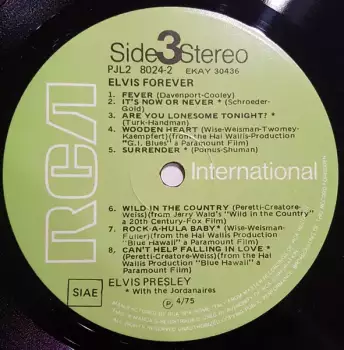 Side 3 Stereo
PJL2 8024-2 EKAY 30436
ELVIS FOREVER
1. FEVER (Davenport-Cooley)
2. IT'S NOW OR NEVER * (Schroeder-
Gold)
3. ARE YOU LONESOME TONIGHT? *
(Turk-Handman)
4. WOODEN HEART (Wise-Weisman-Twomey-
Kaempfert)(from the Hal Wallis-Production
"G.I. Blues" a Paramount Film)
5. SURRENDER * (Pomus-Shuman)
RCA
International
6. WILD IN THE COUNTRY (Peretti-Creatore-
Weiss)(from Jerry Wald's "Wild in the Country"
a 20th Century-Fox Film)
7. ROCK-A-HULA BABY * (Wise-Weisman-
Fuller)(from the Hal Wallis Production
"Blue Hawaii" a Paramount Film)
8. CAN'T HELP FALLING IN LOVE *
(Peretti-Creatore-Weiss)(from the Hal
Wallis Production "Blue Hawaii" a Paramount
Film)
SIAE
ELVIS PRESLEY
* With the Jordanaires
Ⓟ 4/75